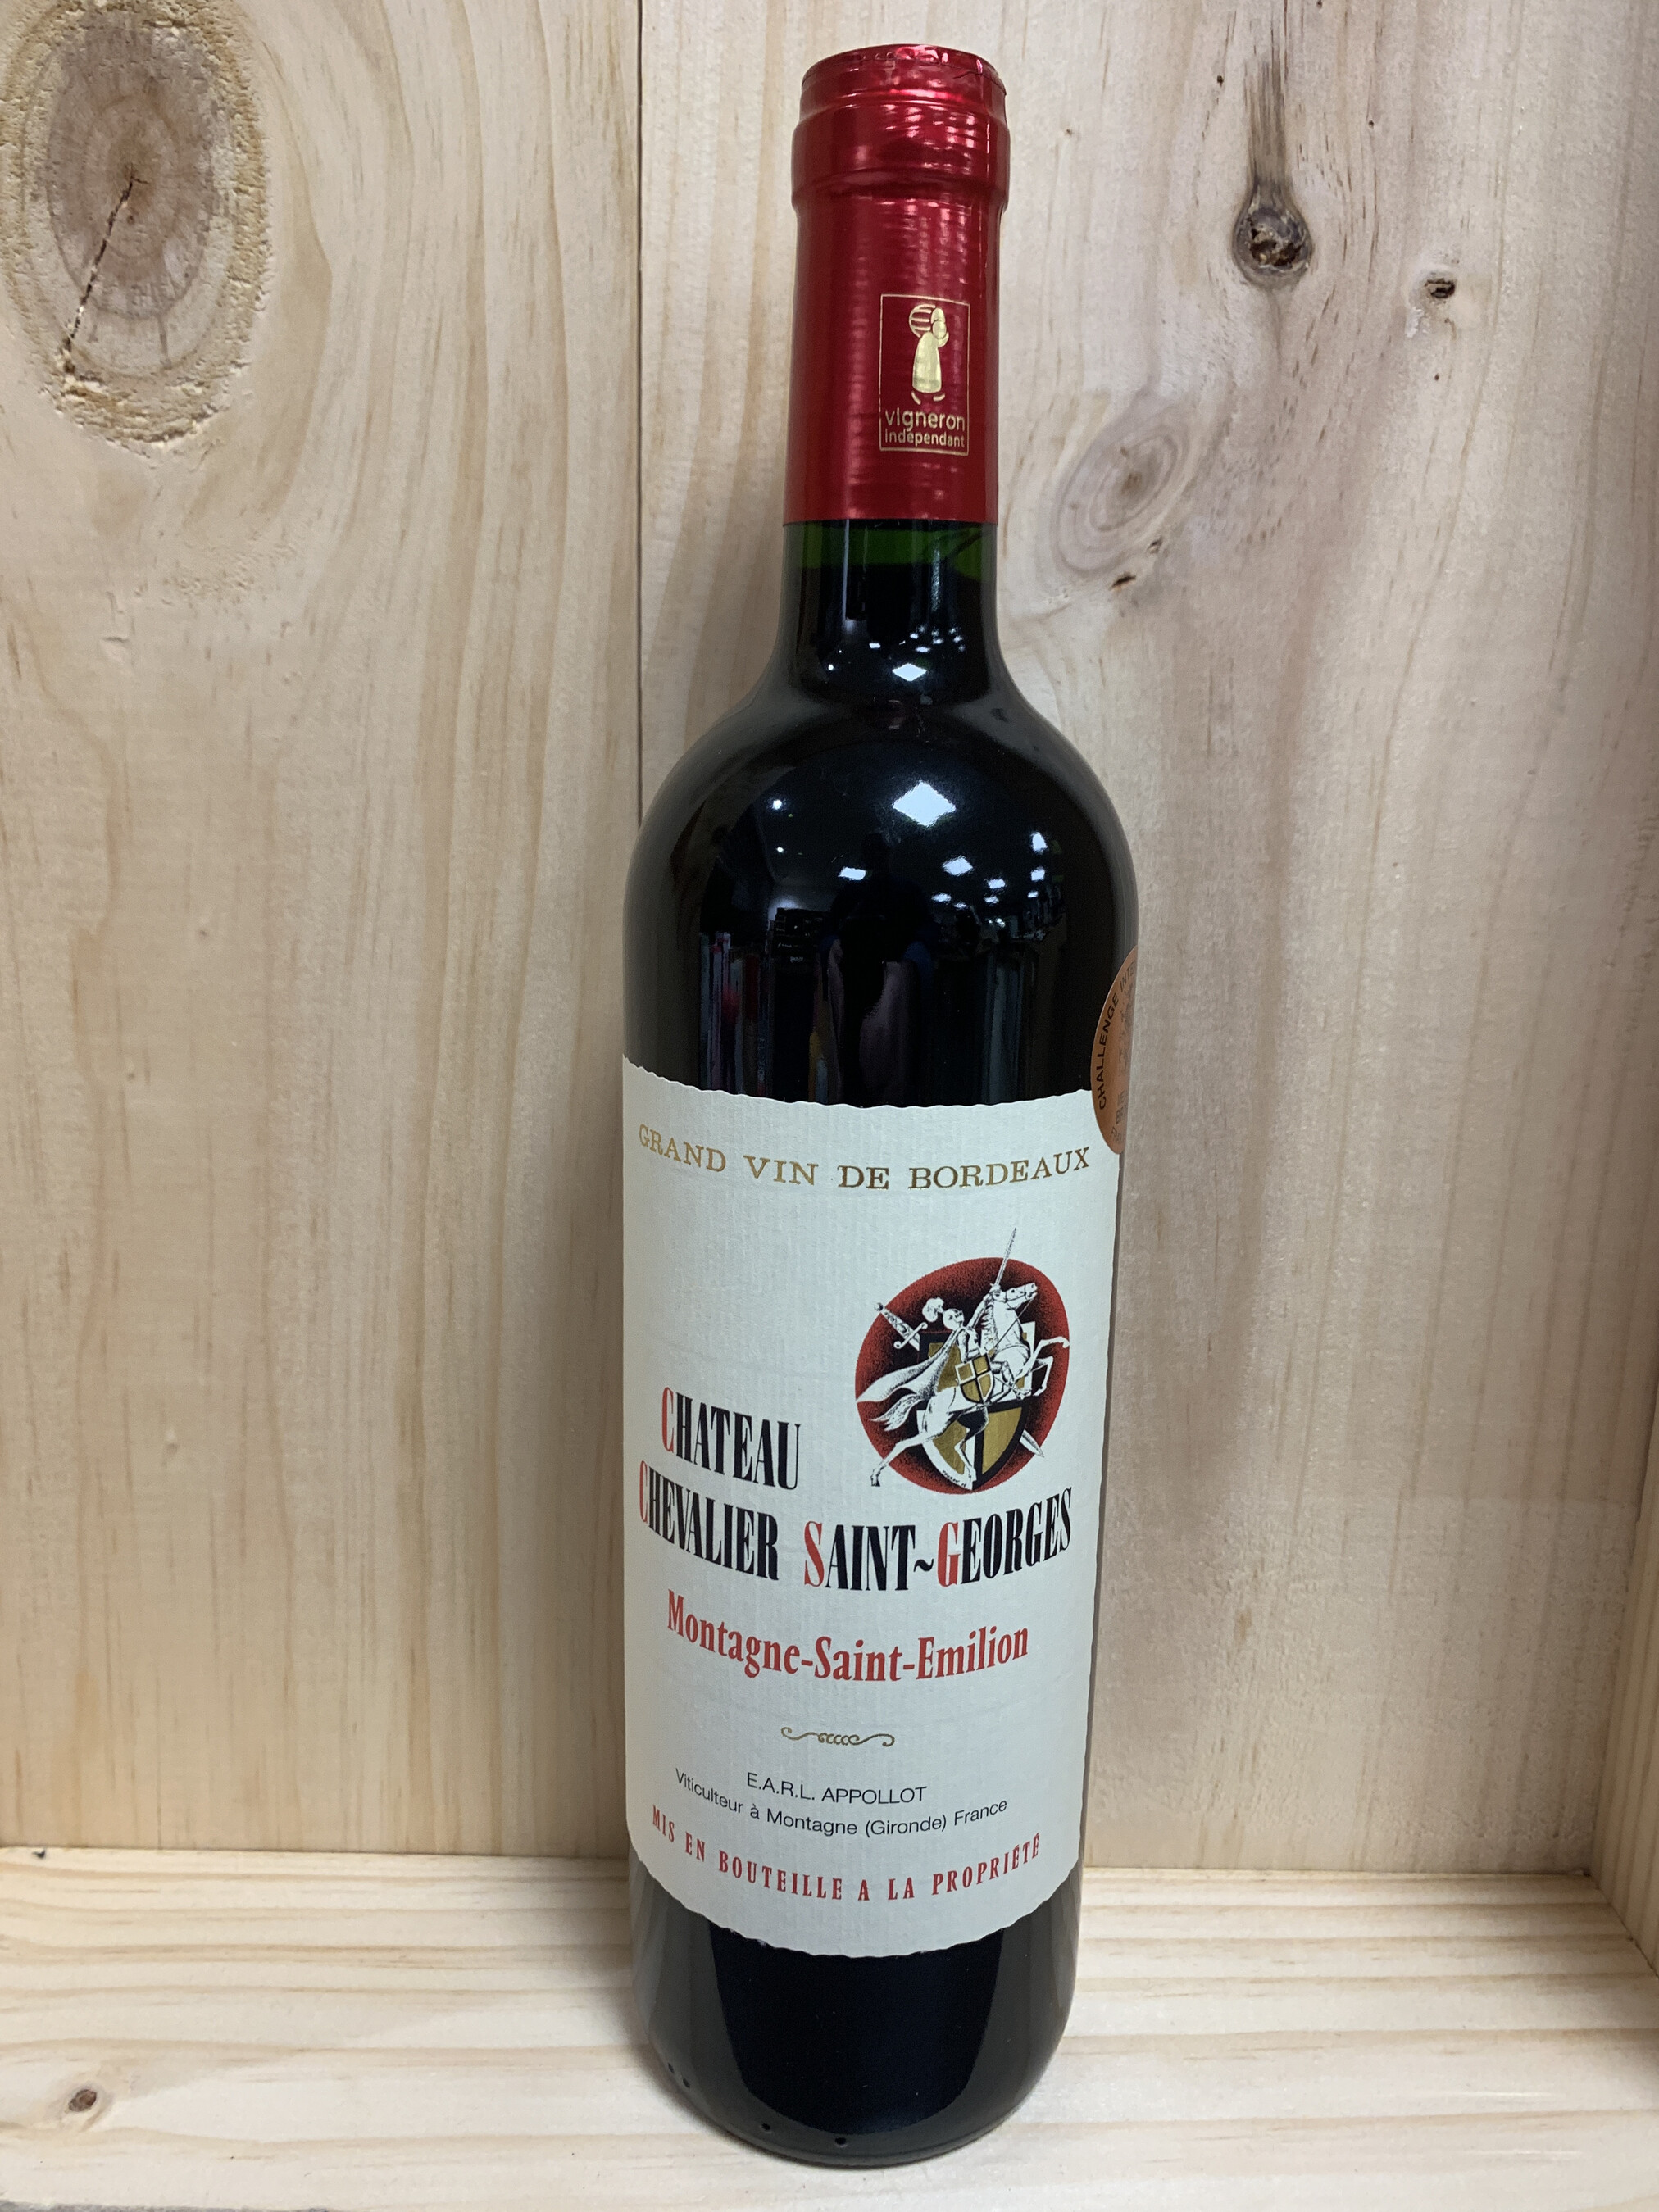 vigneron
indépendant
CHALLENGE
GRAND VIN DE BORDEAUX
CHATEAU
CHEVALIER SAINT~GEORGES
Montagne-Saint-Emilion
E.A.R.L. APPOLLOT
Viticulteur à Montagne (Gironde) France
MIS EN BOUTEILLE A LA PROPRIÉTÉ